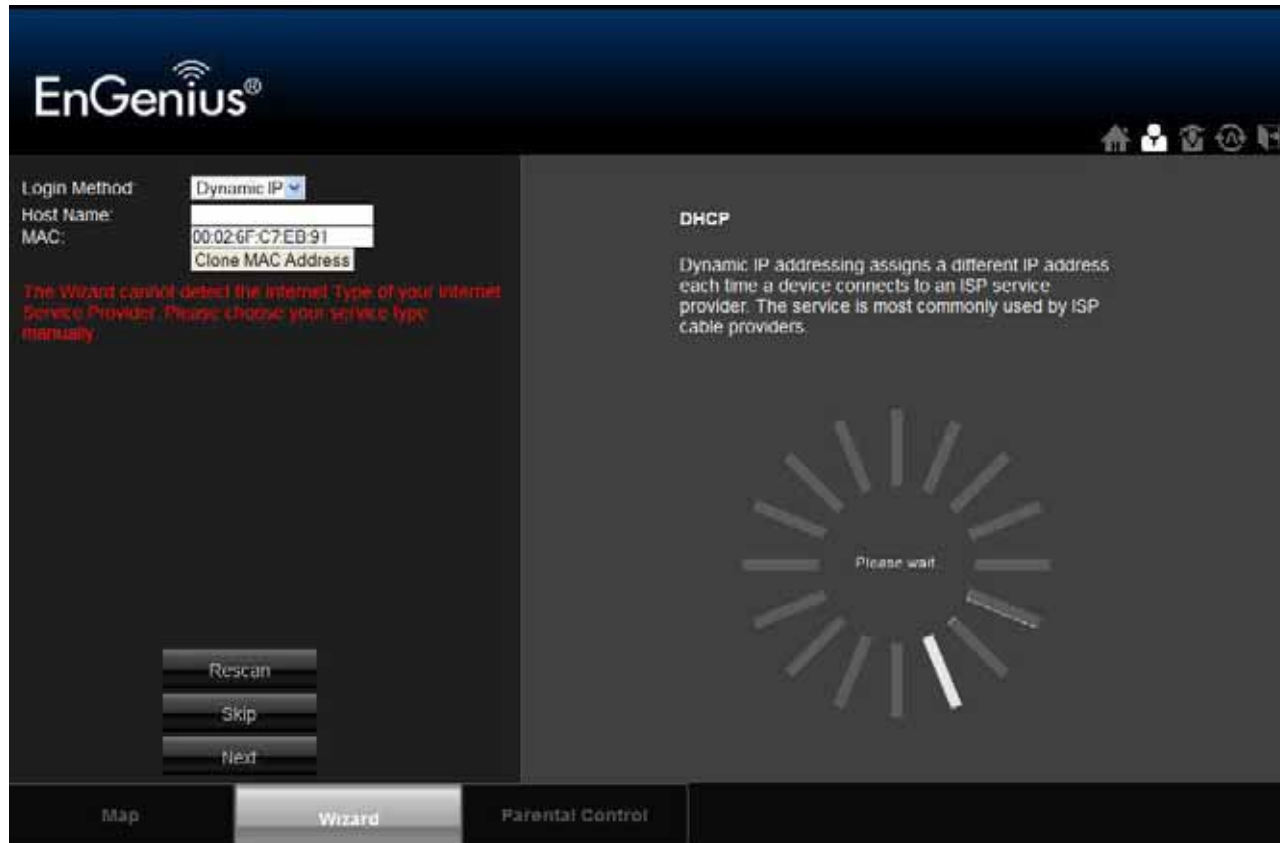 EnGenius®
Login Method:
Dynamic IP
Host Name:
MAC:
00:02:6F:C7:EB:91
Clone MAC Address
The Wizard cannot detect the Internet Type of your Internet
Service Provider. Please choose your service type
manually.
Rescan
Skip
Next
DHCP
Dynamic IP addressing assigns a different IP address
each time a device connects to an ISP service
provider. The service is most commonly used by ISP
cable providers.
Please wait
Map
Wizard
Parental Control